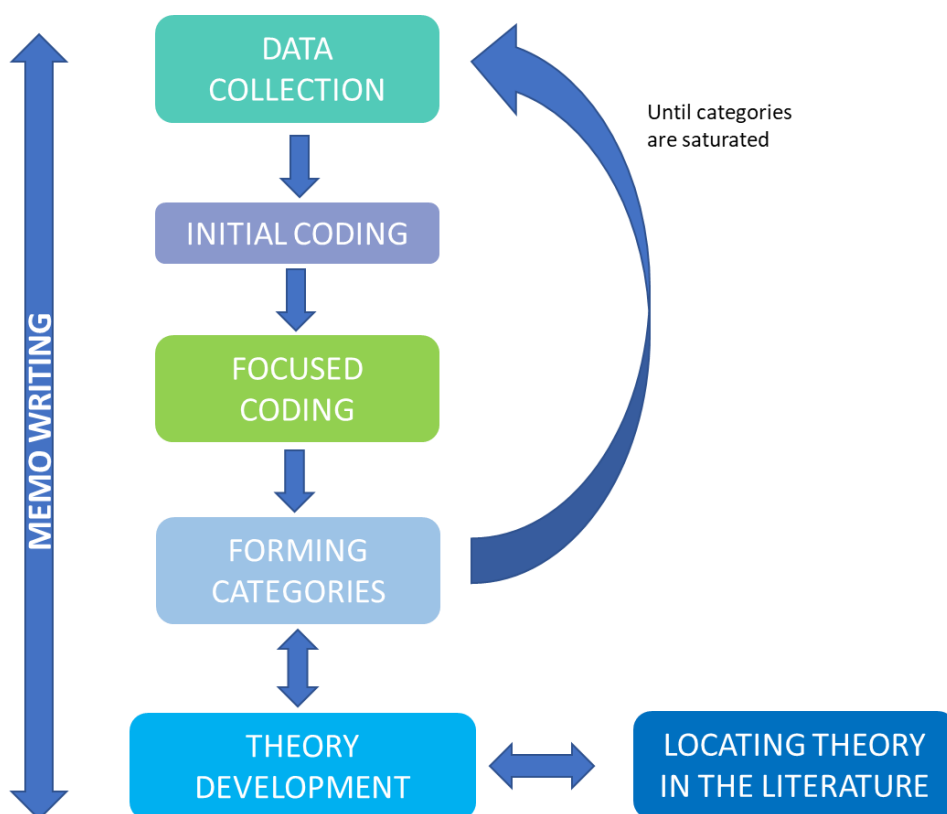 DATA
COLLECTION
Until categories
are saturated
INITIAL CODING
FOCUSED
CODING
MEMO WRITING
FORMING
CATEGORIES
THEORY
DEVELOPMENT
LOCATING THEORY
IN THE LITERATURE